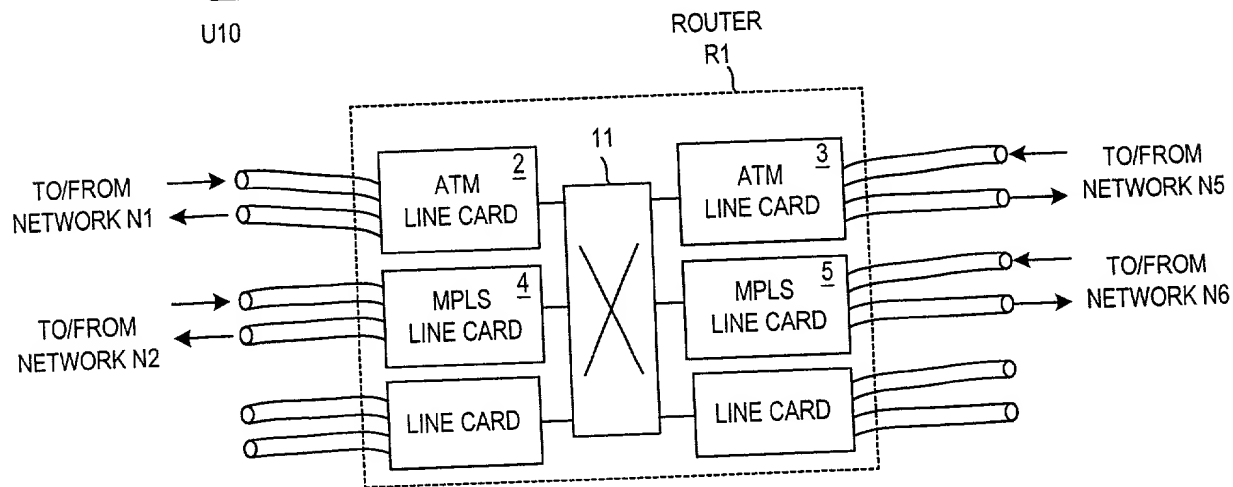 U10
ROUTER
R1
11
TO/FROM
NETWORK N1
2
ATM
LINE CARD
3
ATM
LINE CARD
TO/FROM
NETWORK N5
TO/FROM
NETWORK N2
4
MPLS
LINE CARD
5
MPLS
LINE CARD
TO/FROM
NETWORK N6
LINE CARD
LINE CARD